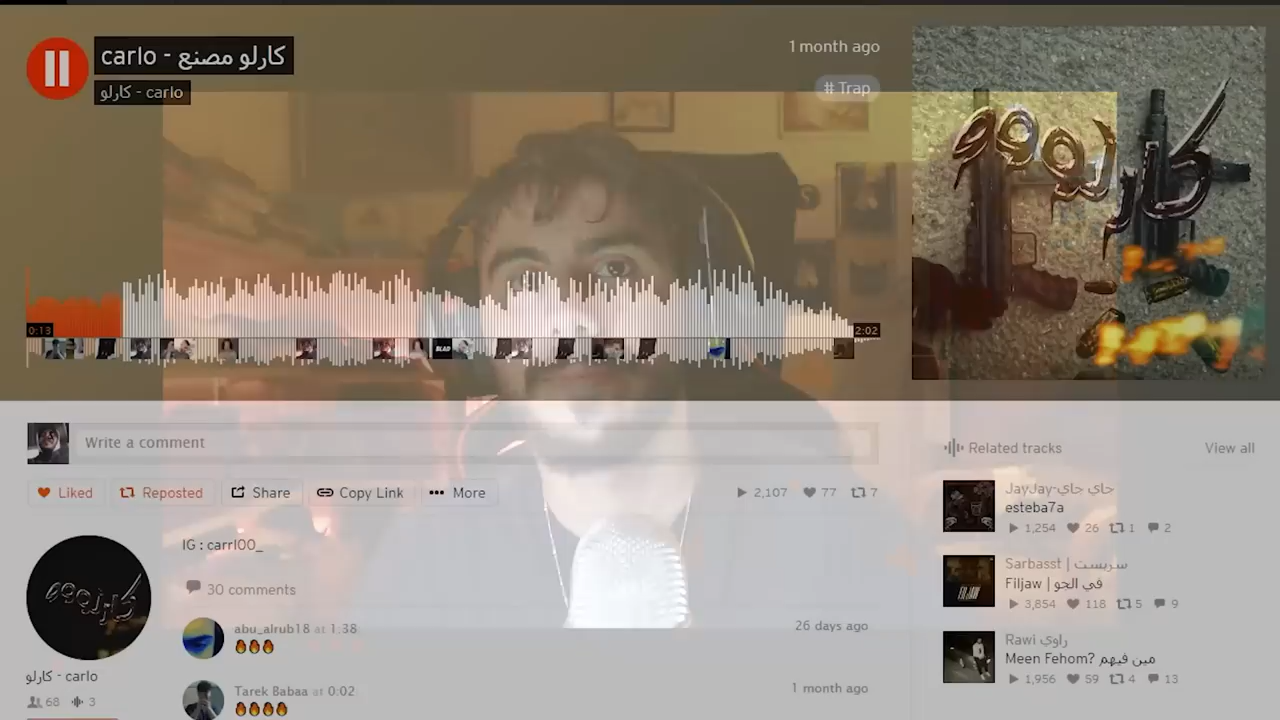 carlo - كارلو مصنع
carlo - كارلو
1 month ago
# Trap
كارلووو
0:13
2:02
BLAD
Write a comment
Liked
Reposted
Share
Copy Link
More
2,107
77
7
IG : carrl00_
30 comments
abu_alrub18 at 1:38
26 days ago
Tarek Babaa at 0:02
1 month ago
كارلووو
carlo - كارلو
68
3
Related tracks
View all
JayJay-جاي جاي
esteba7a
1,254
26
1
2
Sarbasst | سربست
Filjaw | في الجو
3,854
118
5
9
Rawi راوي
Meen Fehom? مين فيهم
1,956
59
4
13